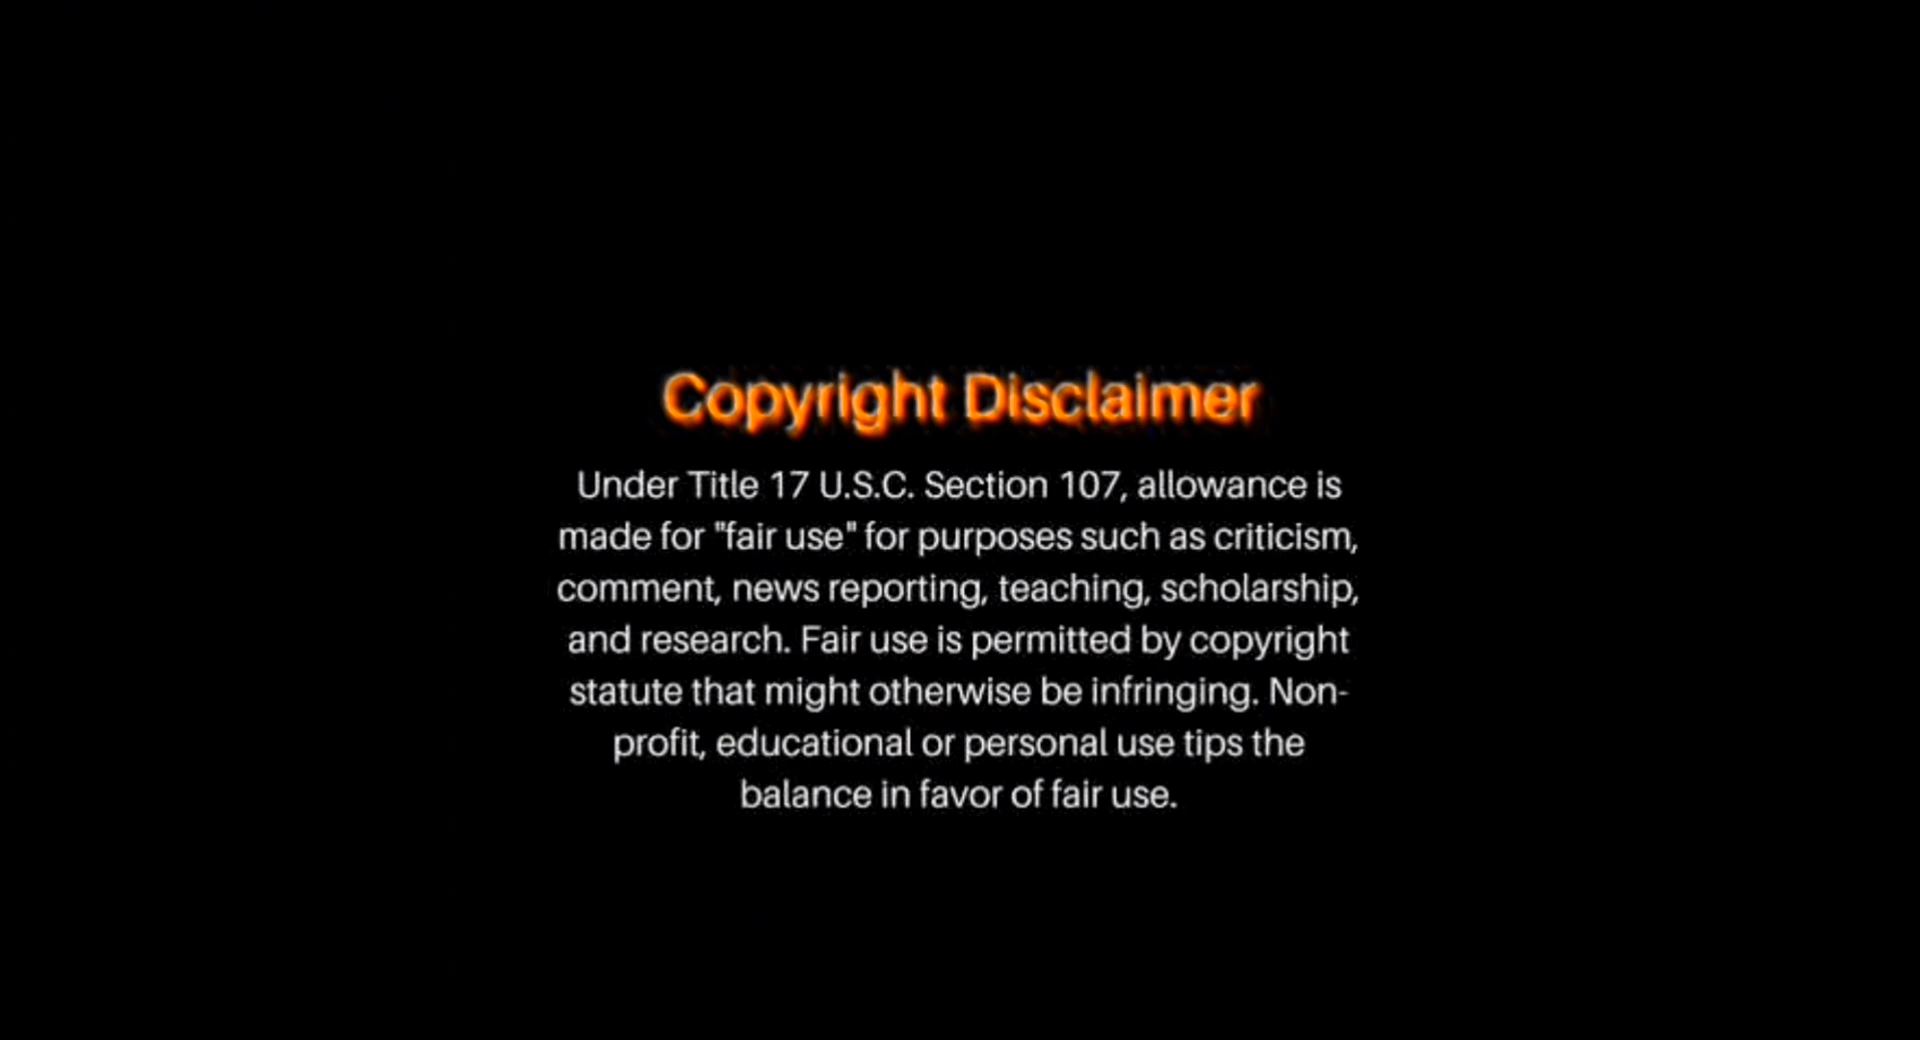 Copyright Disclaimer
Under Title 17 U.S.C. Section 107, allowance is
made for "fair use" for purposes such as criticism,
comment, news reporting, teaching, scholarship,
and research. Fair use is permitted by copyright
statute that might otherwise be infringing. Non-
profit, educational or personal use tips the
balance in favor of fair use.